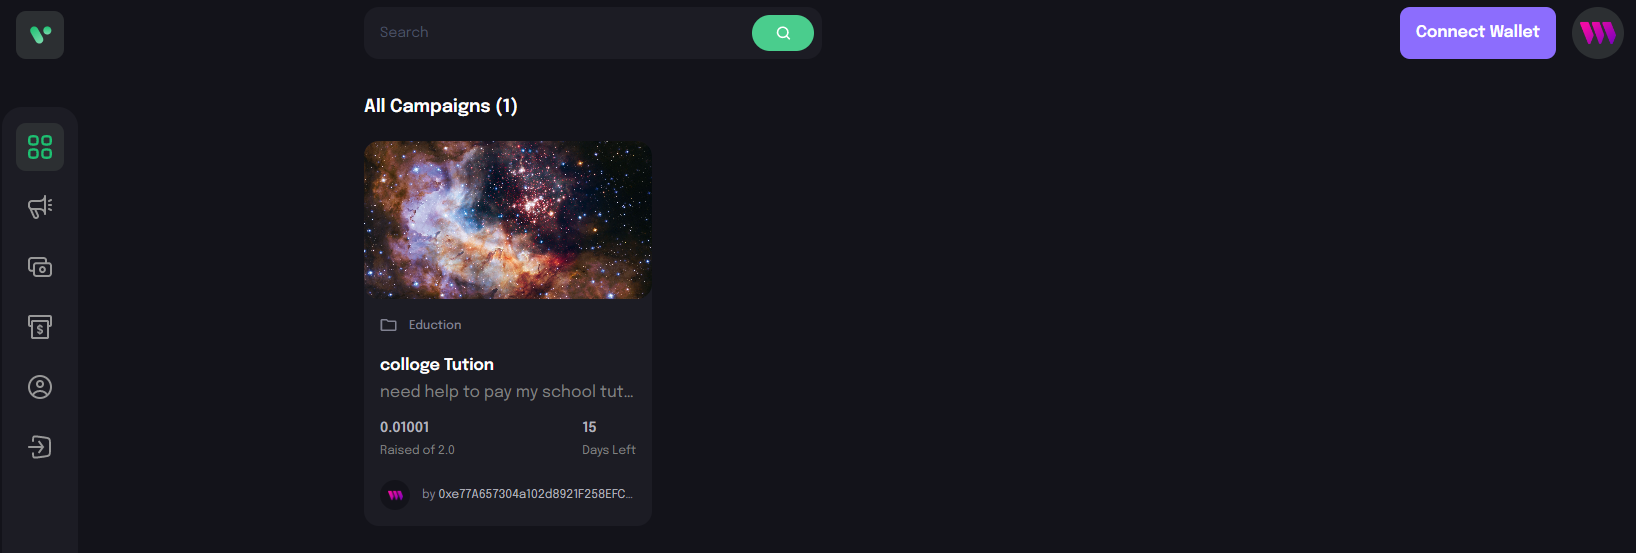 Search
Connect Wallet
All Campaigns (1)
Eduction
colloge Tution
need help to pay my school tut...
0.01001
15
Raised of 2.0
Days Left
by 0xe77A657304a102d8921F258EFC...